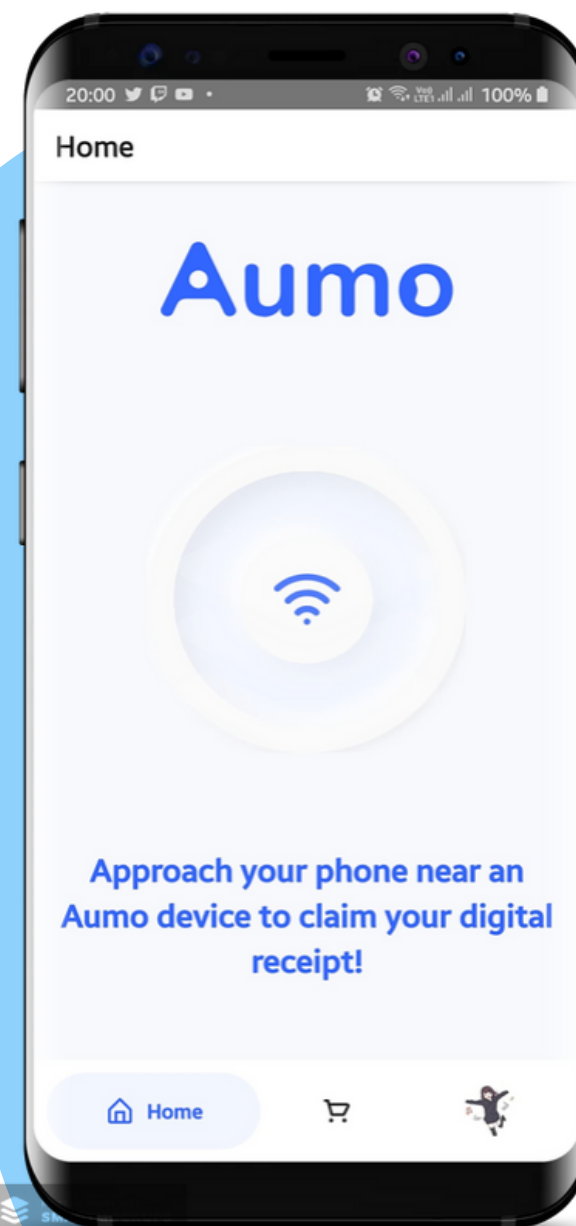 20:00
100%
Home
Aumo
Approach your phone near an
Aumo device to claim your digital
receipt!
Home